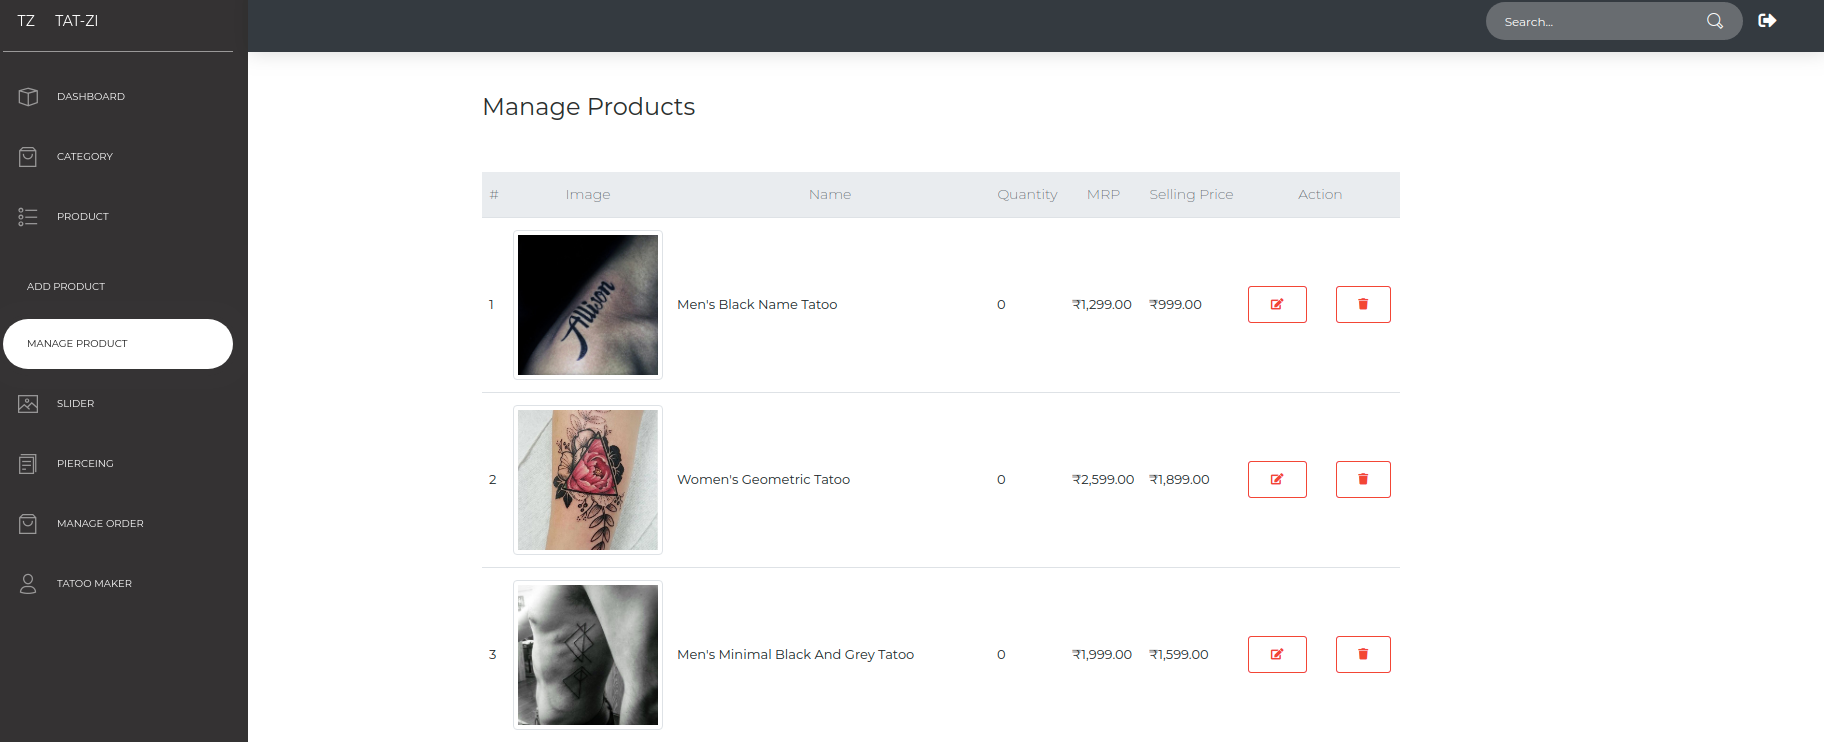 TZ TAT-ZI
Search...
DASHBOARD
CATEGORY
PRODUCT
ADD PRODUCT
MANAGE PRODUCT
SLIDER
PIERCEING
MANAGE ORDER
TATOO MAKER
Manage Products
# Image Name Quantity MRP Selling Price Action
Allison
1 Men's Black Name Tatoo 0 ₹1,299.00 ₹999.00
2 Women's Geometric Tatoo 0 ₹2,599.00 ₹1,899.00
3 Men's Minimal Black And Grey Tatoo 0 ₹1,999.00 ₹1,599.00